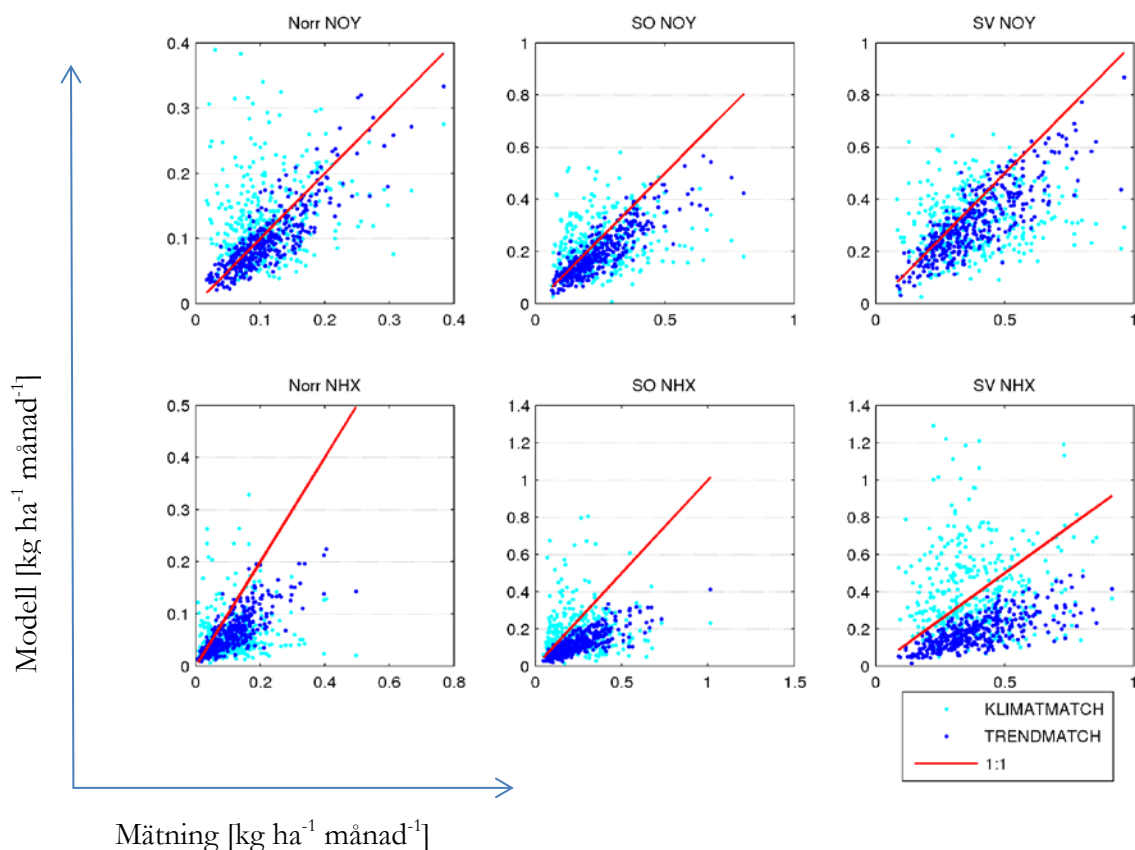 Norr NOY
SO NOY
SV NOY
0.4
0.3
0.2
0.1
0
0 0.1 0.2 0.3 0.4
1
0.8
0.6
0.4
0.2
0
0 0.5 1
1
0.8
0.6
0.4
0.2
0
0 0.5 1
Norr NHX
SO NHX
SV NHX
0.5
0.4
0.3
0.2
0.1
0
0 0.2 0.4 0.6 0.8
1.4
1.2
1
0.8
0.6
0.4
0.2
0
0 0.5 1 1.5
1.4
1.2
1
0.8
0.6
0.4
0.2
0
0 0.5 1
KLIMATMATCH
TRENDMATCH
1:1
Modell [kg ha⁻¹ månad⁻¹]
Mätning [kg ha⁻¹ månad⁻¹]